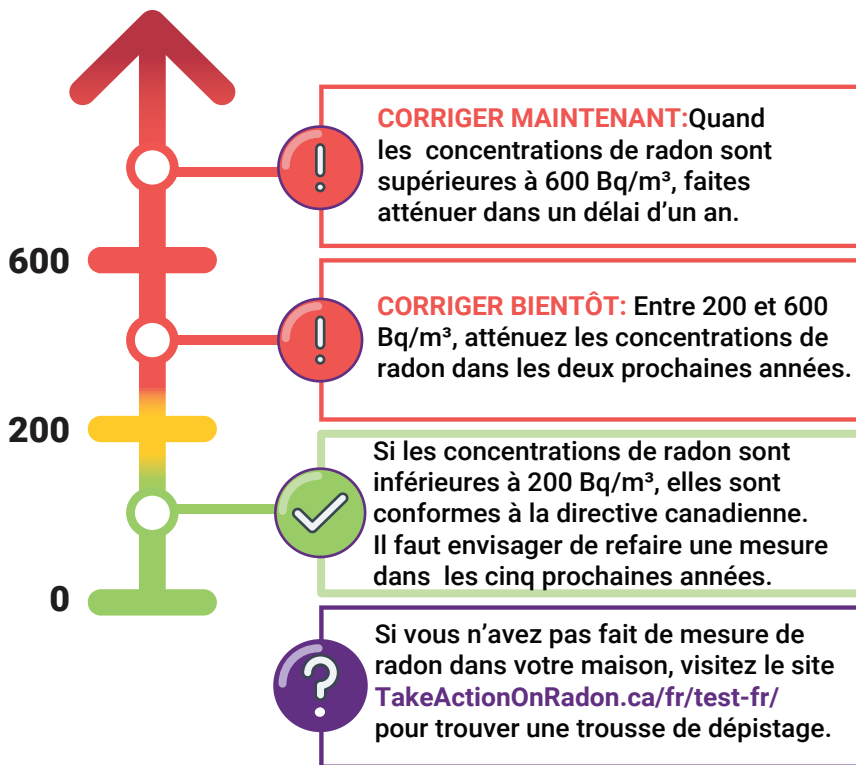 CORRIGER MAINTENANT:Quand
les concentrations de radon sont
supérieures à 600 Bq/m³, faites
atténuer dans un délai d’un an.
600
CORRIGER BIENTÔT: Entre 200 et 600
Bq/m³, atténuez les concentrations de
radon dans les deux prochaines années.
200
Si les concentrations de radon sont
inférieures à 200 Bq/m³, elles sont
conformes à la directive canadienne.
Il faut envisager de refaire une mesure
dans les cinq prochaines années.
0
Si vous n’avez pas fait de mesure de
radon dans votre maison, visitez le site
TakeActionOnRadon.ca/fr/test-fr/
pour trouver une trousse de dépistage.